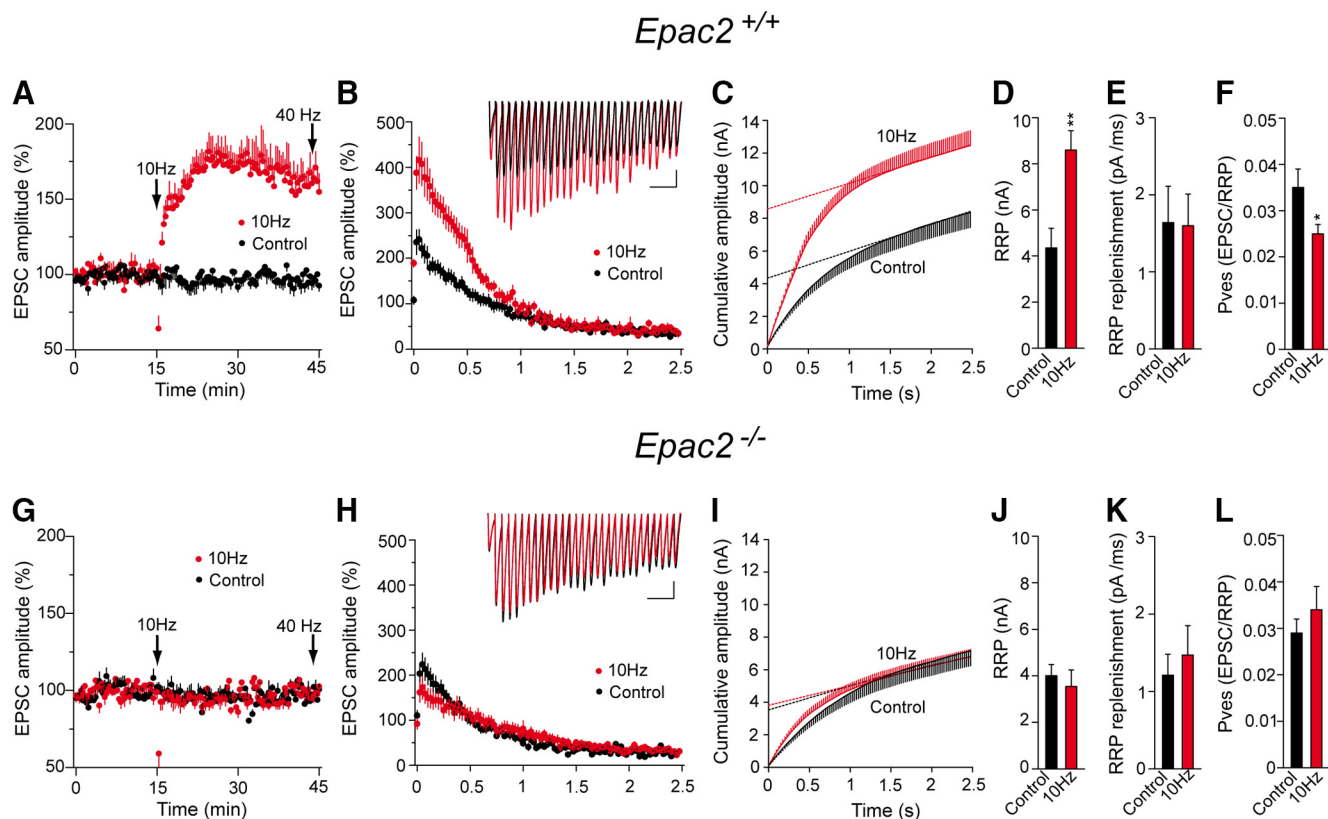 Epac2 +/+
A
EPSC amplitude (%)
200
150
100
50
10Hz
40 Hz
10Hz
Control
0
15
30
45
Time (min)
B
EPSC amplitude (%)
500
400
300
200
100
0
10Hz
Control
0
0.5
1
1.5
2
2.5
C
Cumulative amplitude (nA)
14
12
10
8
6
4
2
0
10Hz
Control
0
0.5
1
1.5
2
2.5
Time (s)
D
RRP (nA)
10
8
6
4
2
0
**
Control
10Hz
E
RRP replenishment (pA /ms)
3
2
1
0
Control
10Hz
F
Pves (EPSC/RRP)
0.05
0.04
0.03
0.02
0.01
0
*
Control
10Hz
Epac2 -/-
G
EPSC amplitude (%)
200
150
100
50
10Hz
Control
10Hz
40 Hz
0
15
30
45
Time (min)
H
EPSC amplitude (%)
500
400
300
200
100
0
10Hz
Control
0
0.5
1
1.5
2
2.5
I
Cumulative amplitude (nA)
14
12
10
8
6
4
2
0
10Hz
Control
0
0.5
1
1.5
2
2.5
Time (s)
J
RRP (nA)
10
8
6
4
2
0
Control
10Hz
K
RRP replenishment (pA /ms)
3
2
1
0
Control
10Hz
L
Pves (EPSC/RRP)
0.05
0.04
0.03
0.02
0.01
0
Control
10Hz